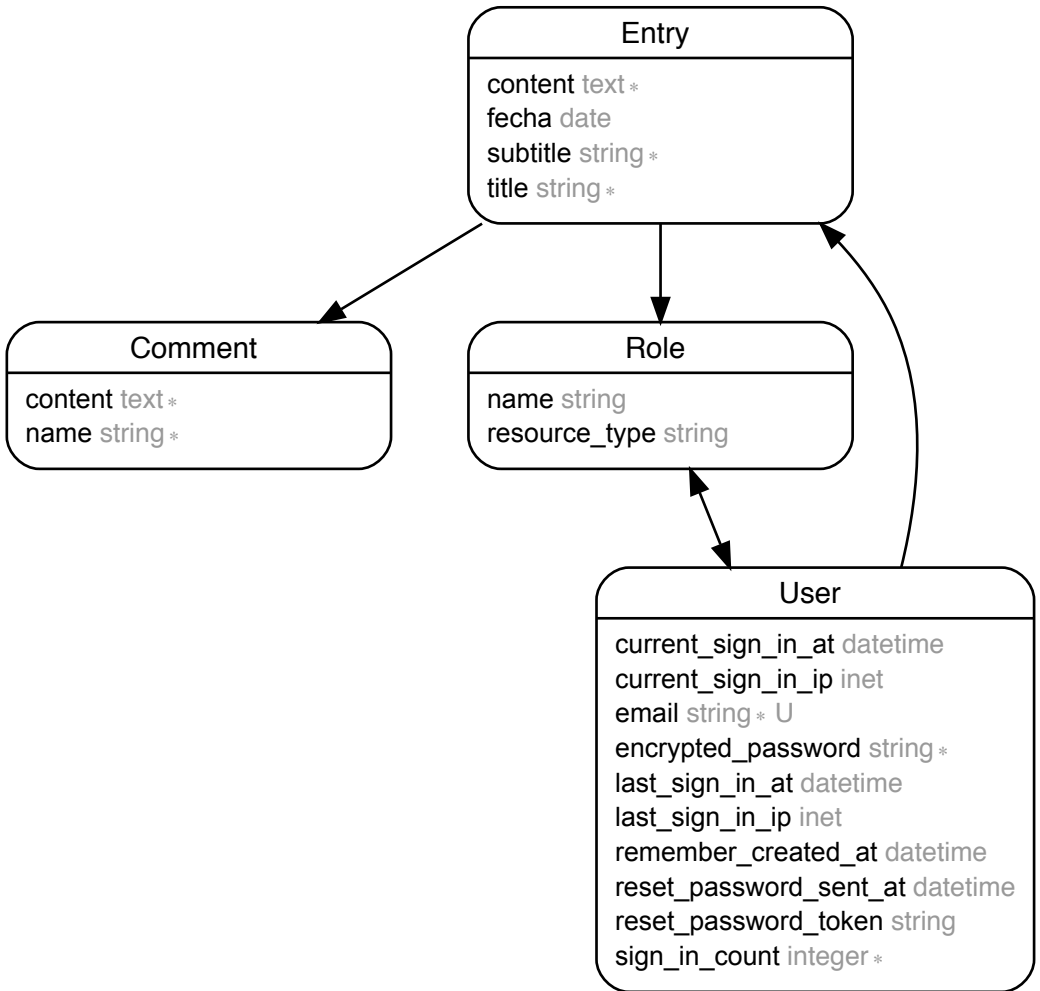 Entry
content text ∗
fecha date
subtitle string ∗
title string ∗
Comment
content text ∗
name string ∗
Role
name string
resource_type string
User
current_sign_in_at datetime
current_sign_in_ip inet
email string ∗ U
encrypted_password string ∗
last_sign_in_at datetime
last_sign_in_ip inet
remember_created_at datetime
reset_password_sent_at datetime
reset_password_token string
sign_in_count integer ∗